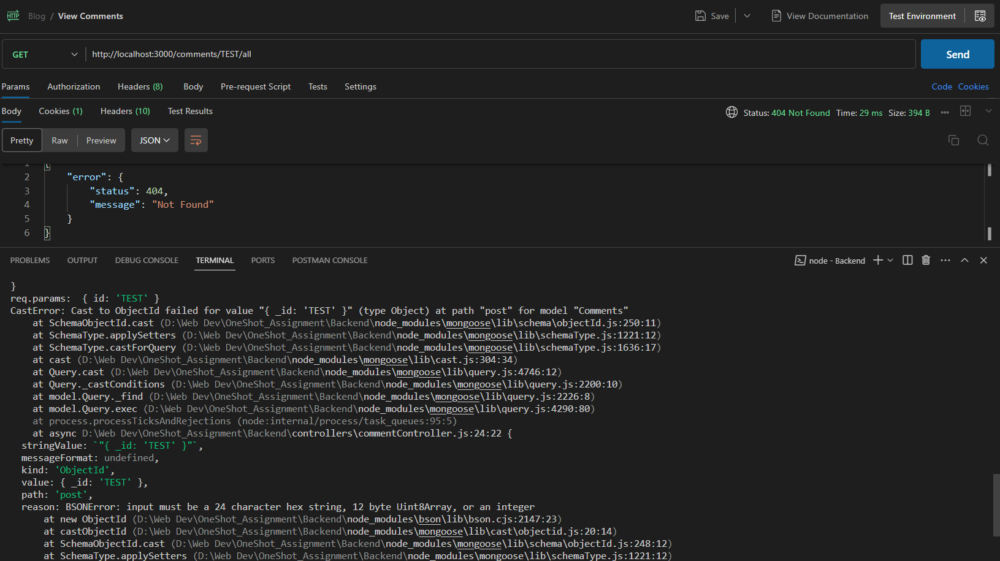 HTTP Blog / View Comments Save View Documentation Test Environment
GET http://localhost:3000/comments/TEST/all Send
Params Authorization Headers (8) Body Pre-request Script Tests Settings Code Cookies
Body Cookies (1) Headers (10) Test Results Status: 404 Not Found Time: 29 ms Size: 394 B
Pretty Raw Preview JSON
1 {
2 "error": {
3 "status": 404,
4 "message": "Not Found"
5 }
6 }
PROBLEMS OUTPUT DEBUG CONSOLE TERMINAL PORTS POSTMAN CONSOLE node - Backend
}
req.params:  { id: 'TEST' }
CastError: Cast to ObjectId failed for value "{ _id: 'TEST' }" (type Object) at path "post" for model "Comments"
at SchemaObjectId.cast (D:\Web Dev\OneShot_Assignment\Backend\node_modules\mongoose\lib\schema\objectId.js:250:11)
at SchemaType.applySetters (D:\Web Dev\OneShot_Assignment\Backend\node_modules\mongoose\lib\schemaType.js:1221:12)
at SchemaType.castForQuery (D:\Web Dev\OneShot_Assignment\Backend\node_modules\mongoose\lib\schemaType.js:1636:17)
at cast (D:\Web Dev\OneShot_Assignment\Backend\node_modules\mongoose\lib\cast.js:304:34)
at Query.cast (D:\Web Dev\OneShot_Assignment\Backend\node_modules\mongoose\lib\query.js:4746:12)
at Query._castConditions (D:\Web Dev\OneShot_Assignment\Backend\node_modules\mongoose\lib\query.js:2200:10)
at model.Query._find (D:\Web Dev\OneShot_Assignment\Backend\node_modules\mongoose\lib\query.js:2226:8)
at model.Query.exec (D:\Web Dev\OneShot_Assignment\Backend\node_modules\mongoose\lib\query.js:4290:80)
at process.processTicksAndRejections (node:internal/process/task_queues:95:5)
at async D:\Web Dev\OneShot_Assignment\Backend\controllers\commentController.js:24:22 {
stringValue: `"{ _id: 'TEST' }"`,
messageFormat: undefined,
kind: 'ObjectId',
value: { _id: 'TEST' },
path: 'post',
reason: BSONError: input must be a 24 character hex string, 12 byte Uint8Array, or an integer
at new ObjectId (D:\Web Dev\OneShot_Assignment\Backend\node_modules\bson\lib\bson.cjs:2147:23)
at castObjectId (D:\Web Dev\OneShot_Assignment\Backend\node_modules\mongoose\lib\cast\objectid.js:20:14)
at SchemaObjectId.cast (D:\Web Dev\OneShot_Assignment\Backend\node_modules\mongoose\lib\schema\objectId.js:248:12)
at SchemaType.applySetters (D:\Web Dev\OneShot_Assignment\Backend\node_modules\mongoose\lib\schemaType.js:1221:12)